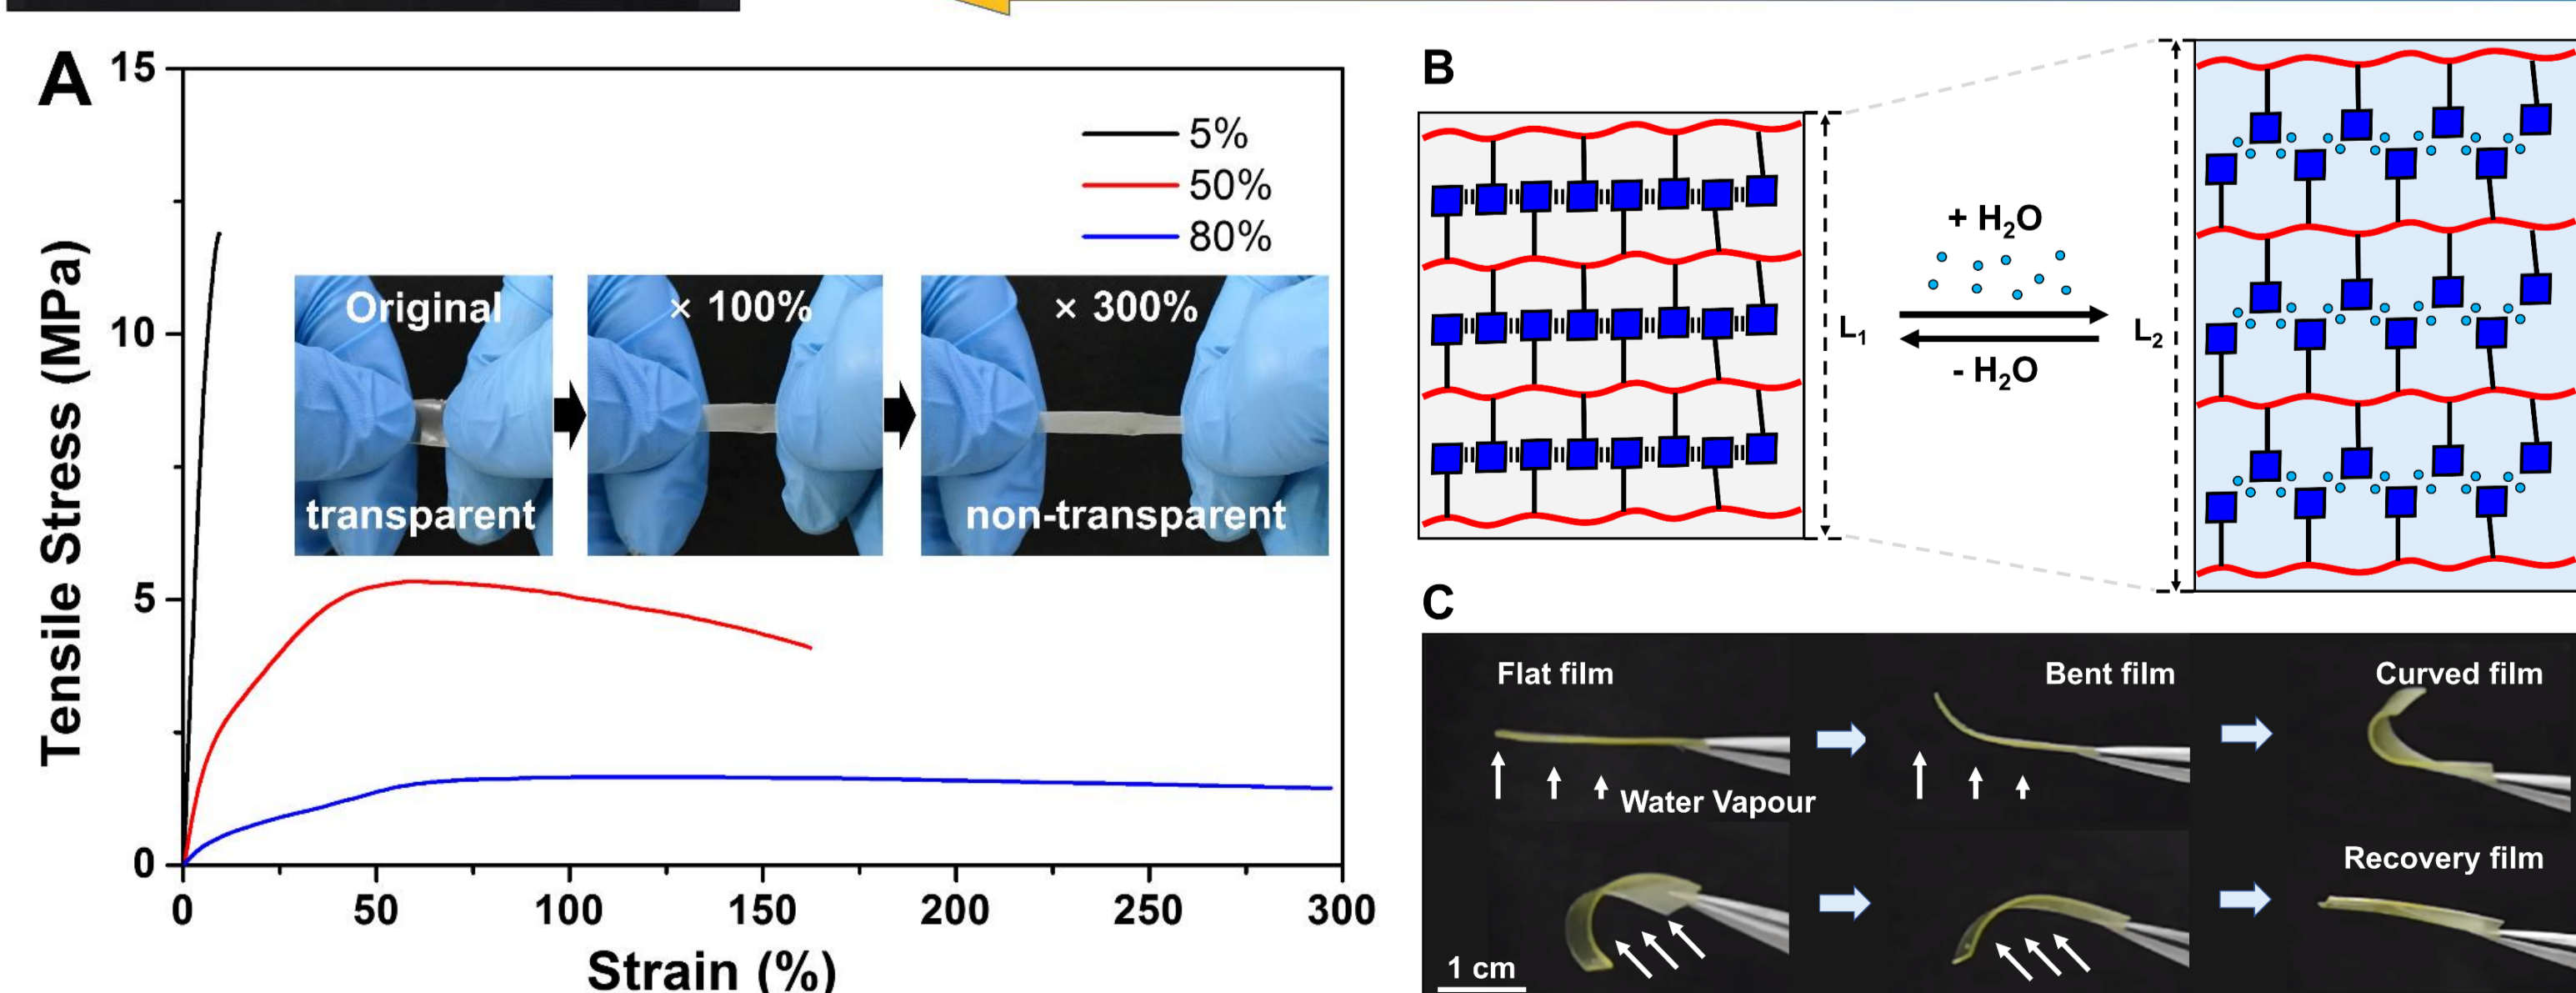 A
15
10
5
0
Tensile Stress (MPa)
5%
50%
80%
Original
transparent
× 100%
× 300%
non-transparent
0 50 100 150 200 250 300
Strain (%)
B
L₁
+ H₂O
- H₂O
L₂
C
Flat film
Bent film
Curved film
Water Vapour
Recovery film
1 cm